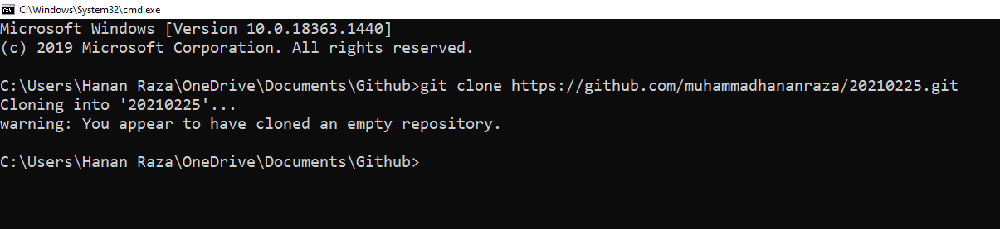 C:\Windows\System32\cmd.exe
Microsoft Windows [Version 10.0.18363.1440]
(c) 2019 Microsoft Corporation. All rights reserved.
C:\Users\Hanan Raza\OneDrive\Documents\Github>git clone https://github.com/muhammadhananraza/20210225.git
Cloning into '20210225'...
warning: You appear to have cloned an empty repository.
C:\Users\Hanan Raza\OneDrive\Documents\Github>